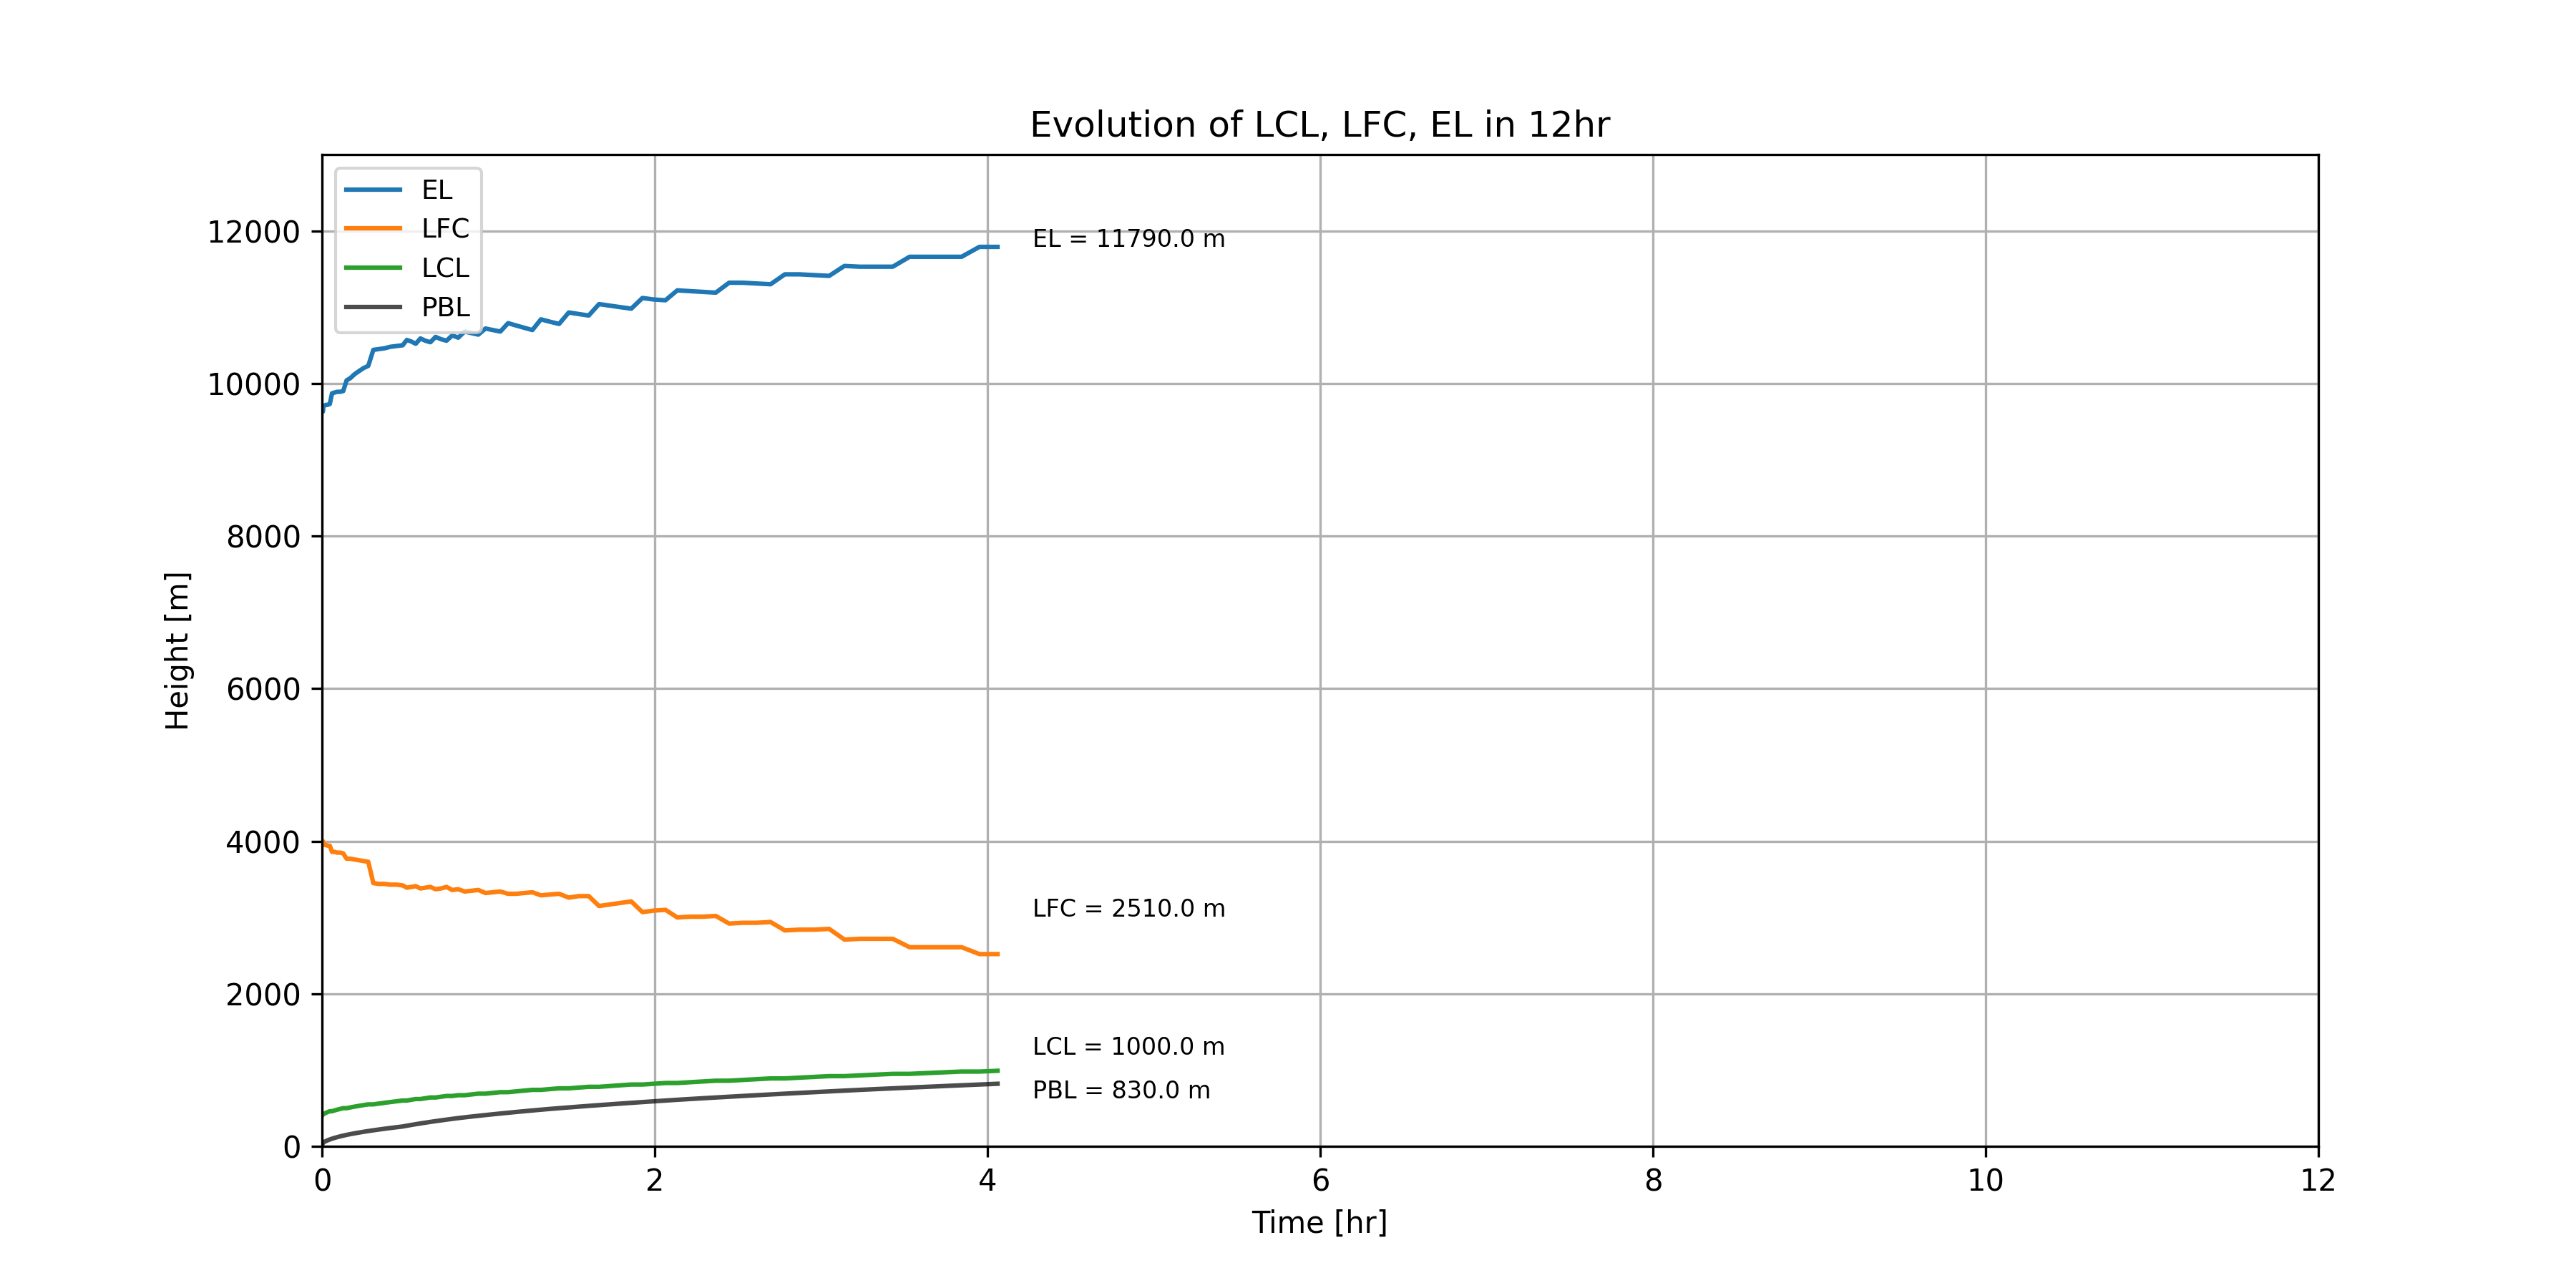 Evolution of LCL, LFC, EL in 12hr
EL
LFC
LCL
PBL
12000
10000
8000
6000
4000
2000
0
Height [m]
EL = 11790.0 m
LFC = 2510.0 m
LCL = 1000.0 m
PBL = 830.0 m
0 2 4 6 8 10 12
Time [hr]